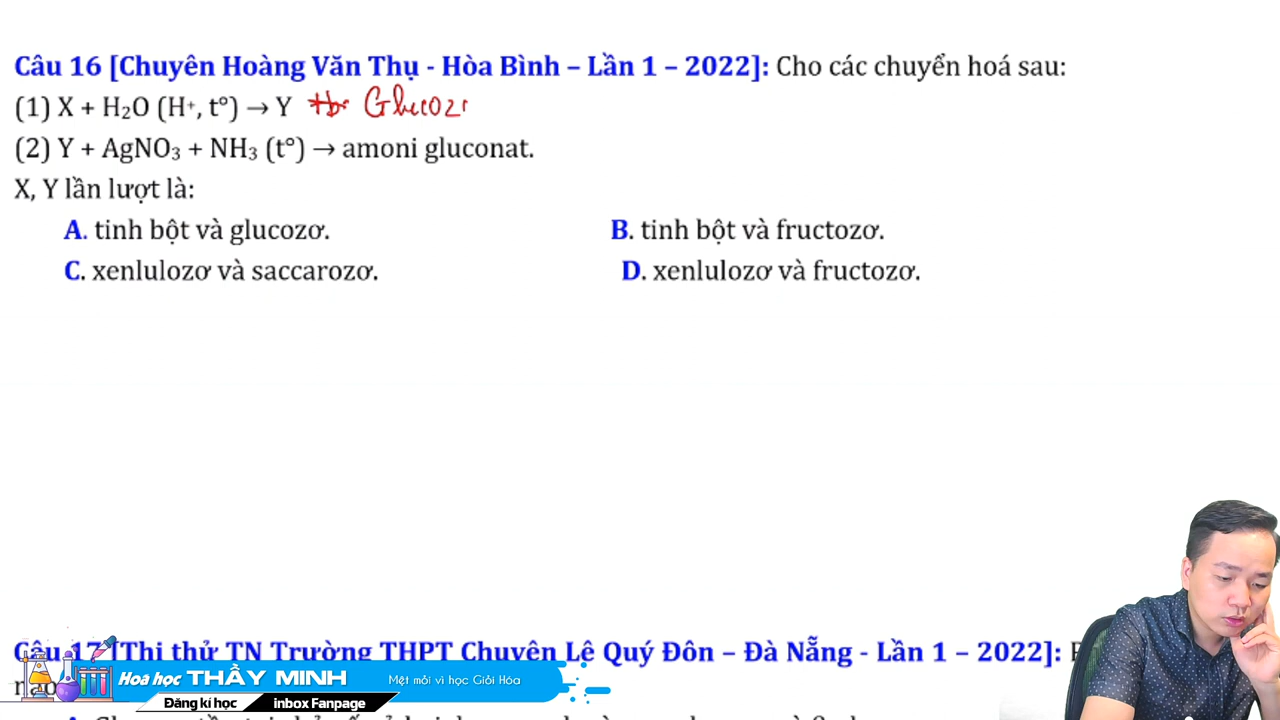 Câu 16 [Chuyên Hoàng Văn Thụ - Hòa Bình – Lần 1 – 2022]: Cho các chuyển hoá sau:
(1) X + H₂O (H⁺, t°) → Y Glucozơ
(2) Y + AgNO₃ + NH₃ (t°) → amoni gluconat.
X, Y lần lượt là:
A. tinh bột và glucozơ. B. tinh bột và fructozơ.
C. xenlulozơ và saccarozơ. D. xenlulozơ và fructozơ.
Câu 17 [Thi thử TN Trường THPT Chuyên Lê Quý Đôn – Đà Nẵng - Lần 1 – 2022]:
Hoá học THẦY MINH Mệt mỏi vì học Giỏi Hóa
Đăng kí học inbox Fanpage